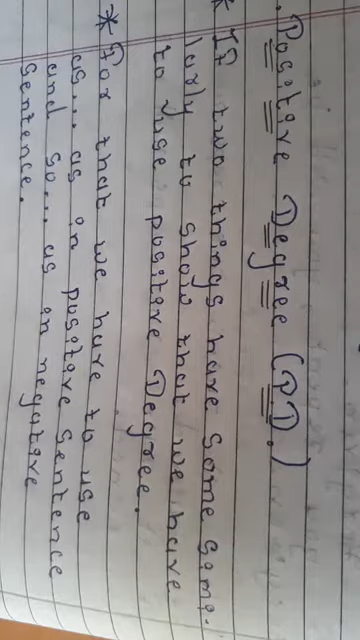 . Positive Degree (P.D.)
* If two things have some same-
larly to show that we have
to use positive Degree.
* For that we have to use
as... as in positive sentence
and so... as in negative
sentence.